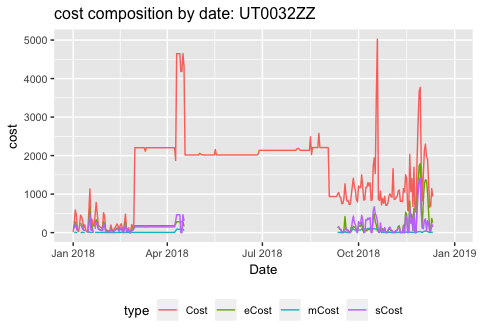 cost composition by date: UT0032ZZ
5000
4000
3000
2000
1000
0
cost
Jan 2018
Apr 2018
Jul 2018
Oct 2018
Jan 2019
Date
type Cost eCost mCost sCost